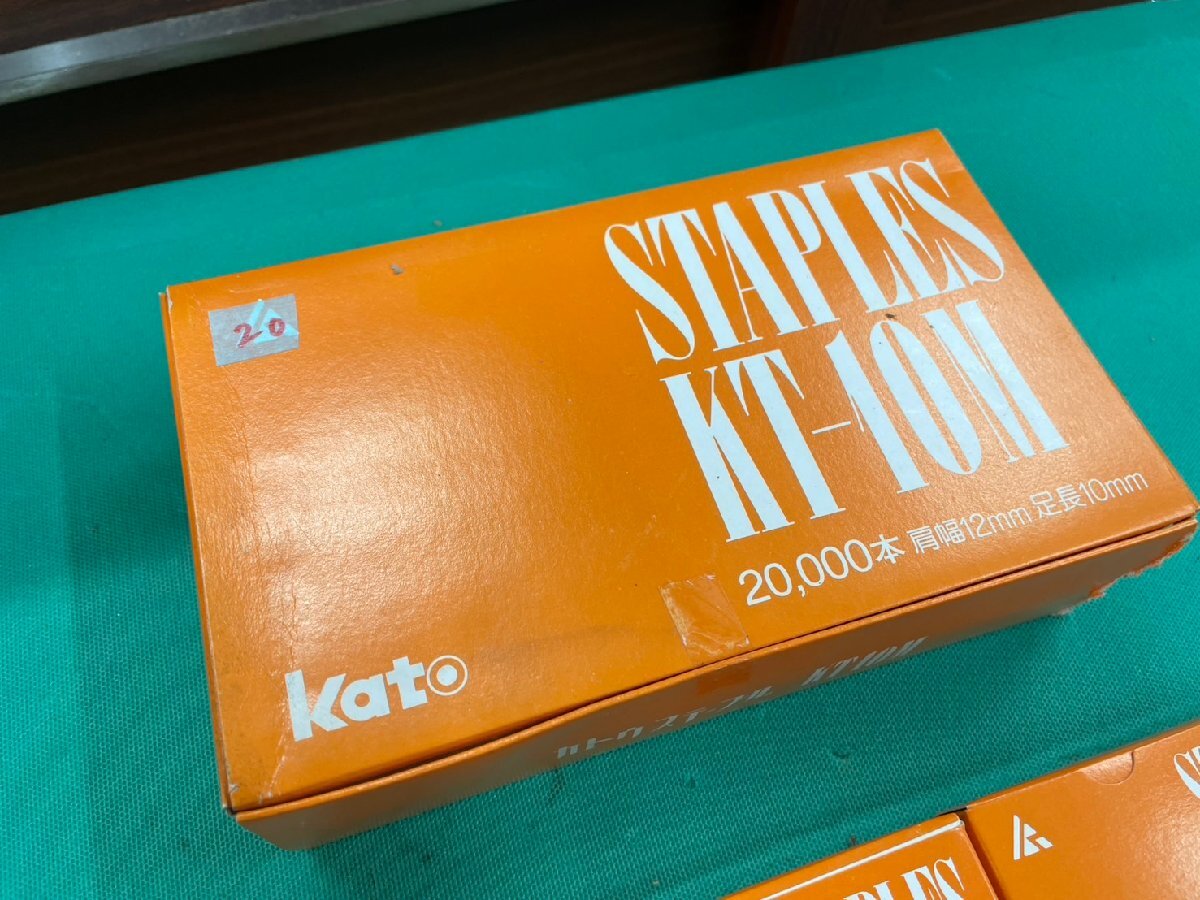 STAPLES
KT-10M
20,000本 肩幅12mm 足長10mm
20
Kato
KT10M